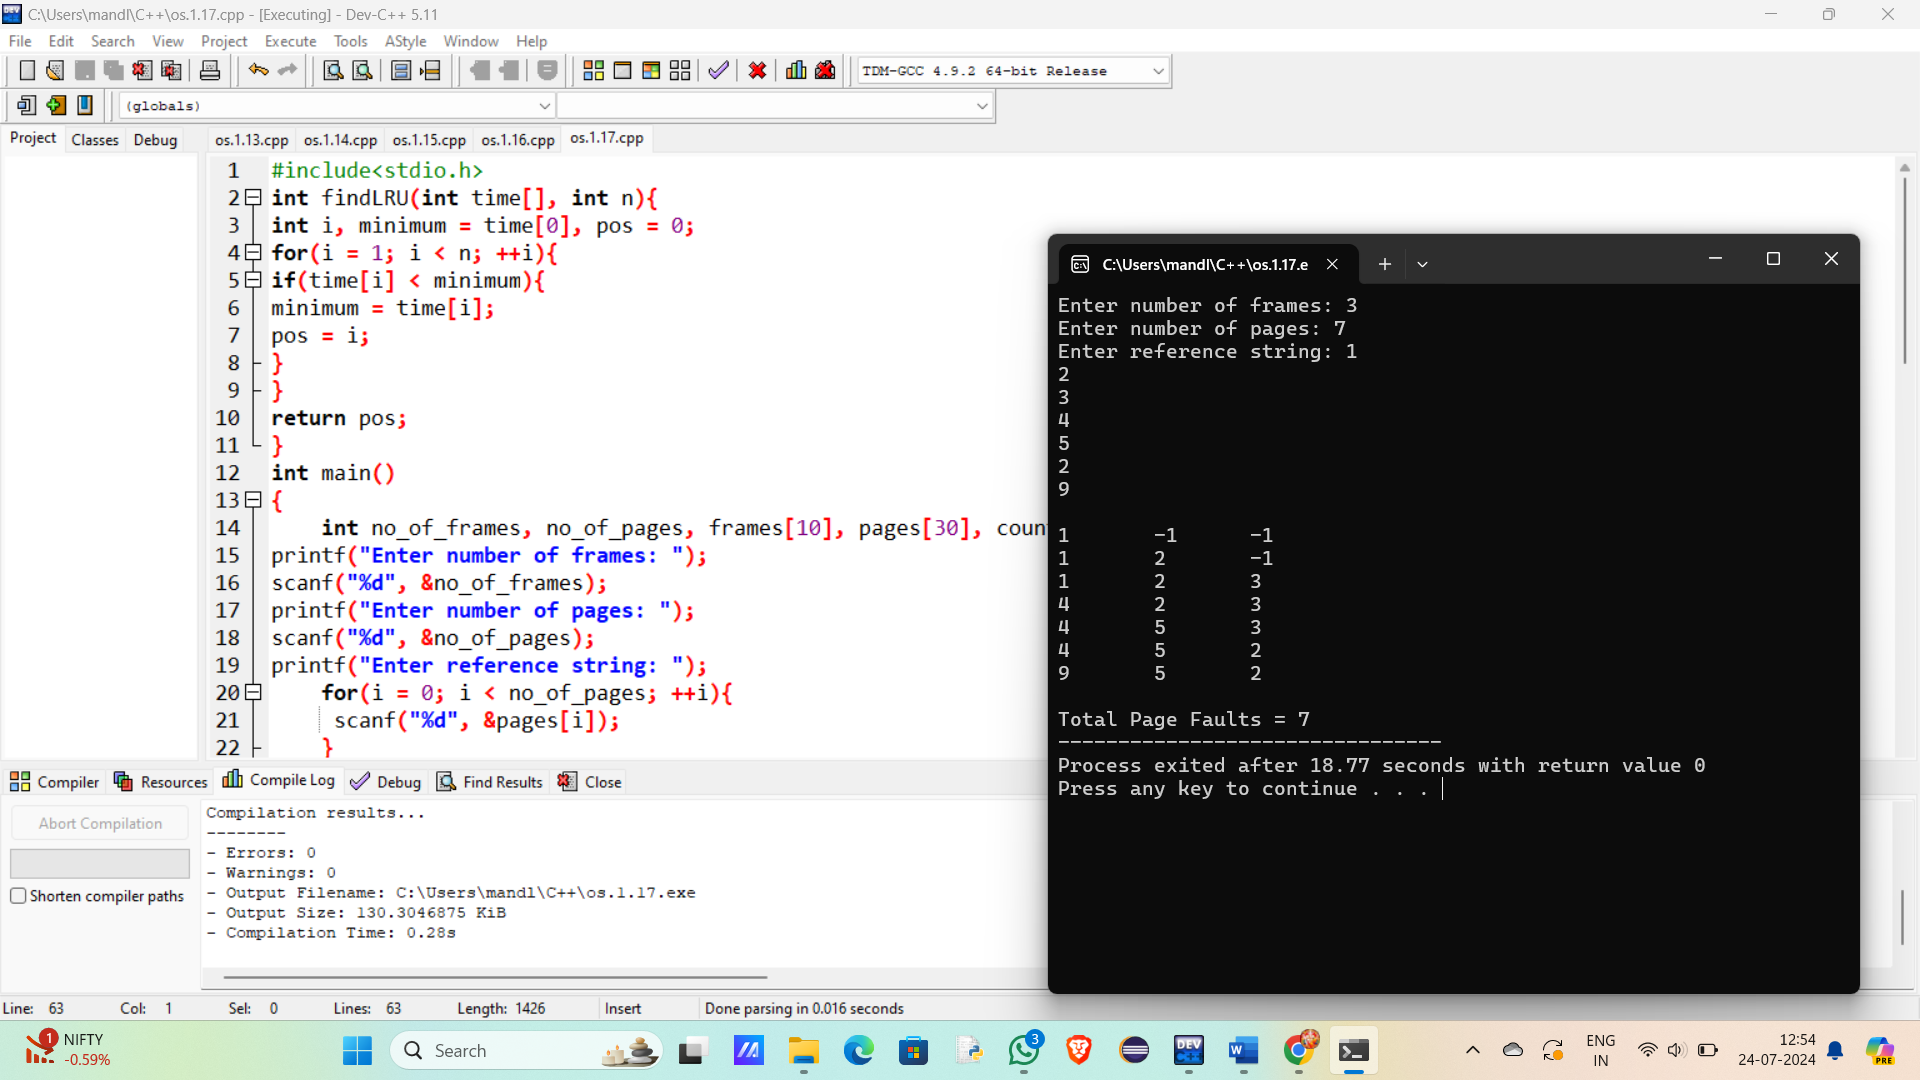 C:\Users\mandl\C++\os.1.17.cpp - [Executing] - Dev-C++ 5.11
File Edit Search View Project Execute Tools AStyle Window Help
TDM-GCC 4.9.2 64-bit Release
(globals)
Project Classes Debug
os.1.13.cpp os.1.14.cpp os.1.15.cpp os.1.16.cpp os.1.17.cpp
1 #include<stdio.h>
2 int findLRU(int time[], int n){
3 int i, minimum = time[0], pos = 0;
4 for(i = 1; i < n; ++i){
5 if(time[i] < minimum){
6 minimum = time[i];
7 pos = i;
8 }
9 }
10 return pos;
11 }
12 int main()
13 {
14 int no_of_frames, no_of_pages, frames[10], pages[30], coun
15 printf("Enter number of frames: ");
16 scanf("%d", &no_of_frames);
17 printf("Enter number of pages: ");
18 scanf("%d", &no_of_pages);
19 printf("Enter reference string: ");
20 for(i = 0; i < no_of_pages; ++i){
21 scanf("%d", &pages[i]);
22 }
C:\Users\mandl\C++\os.1.17.e
Enter number of frames: 3
Enter number of pages: 7
Enter reference string: 1
2
3
4
5
2
9
1 -1 -1
1 2 -1
1 2 3
4 2 3
4 5 3
4 5 2
9 5 2
Total Page Faults = 7
--------------------------------
Process exited after 18.77 seconds with return value 0
Press any key to continue . . .
Compiler Resources Compile Log Debug Find Results Close
Abort Compilation
Shorten compiler paths
Compilation results...
--------
- Errors: 0
- Warnings: 0
- Output Filename: C:\Users\mandl\C++\os.1.17.exe
- Output Size: 130.3046875 KiB
- Compilation Time: 0.28s
Line: 63 Col: 1 Sel: 0 Lines: 63 Length: 1426 Insert Done parsing in 0.016 seconds
1
NIFTY
-0.59%
Search
3
DEV
C++
W
ENG
IN
12:54
24-07-2024
PRE